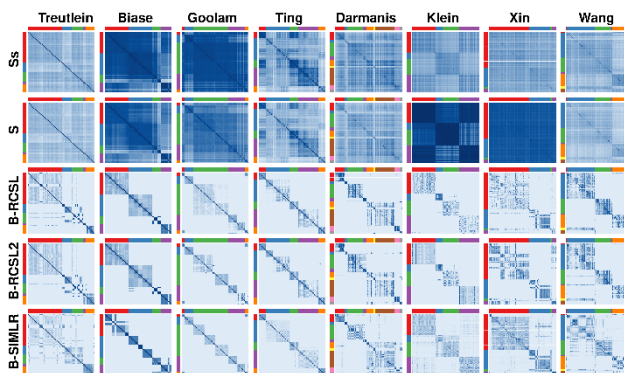 Treutlein Biase Goolam Ting Darmanis Klein Xin Wang
Ss
S
B-RCSL
B-RCSL2
B-SIMLR